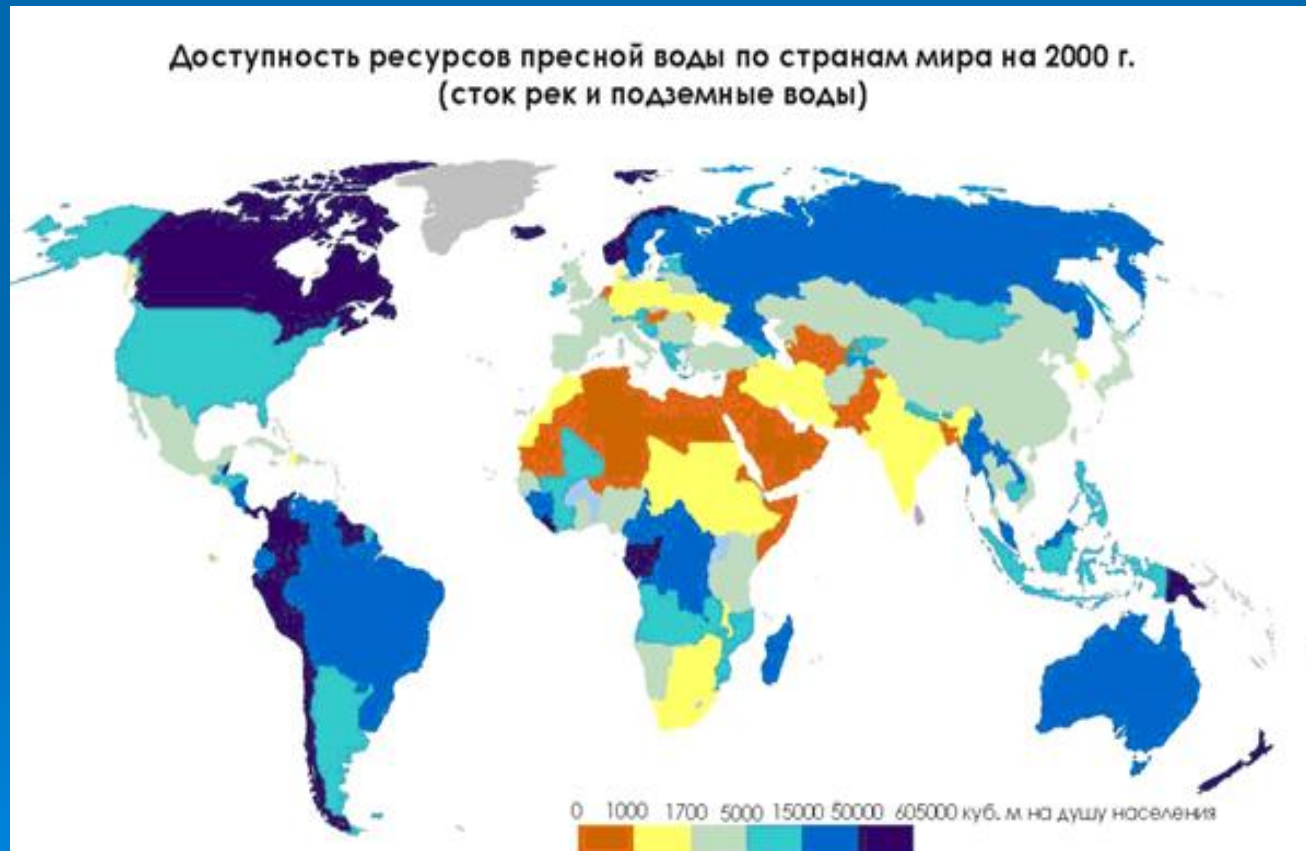 Доступность ресурсов пресной воды по странам мира на 2000 г.
(сток рек и подземные воды)
0 1000 1700 5000 15000 50000 605000 куб. м на душу населения